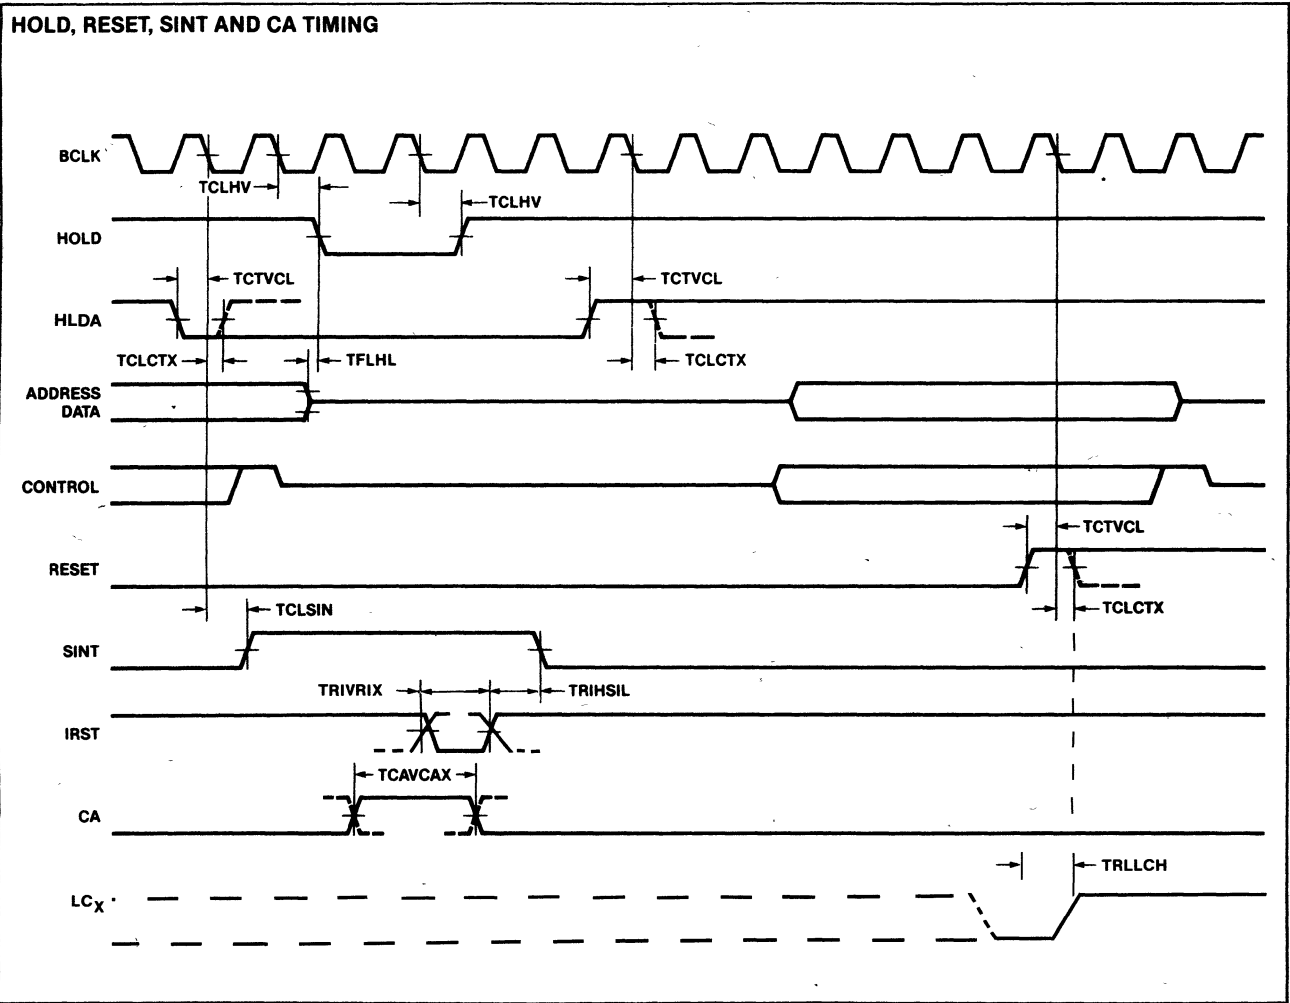 HOLD, RESET, SINT AND CA TIMING
BCLK
TCLHV
TCLHV
HOLD
TCTVCL
TCTVCL
HLDA
TCLCTX
TFLHL
TCLCTX
ADDRESS
DATA
CONTROL
TCTVCL
RESET
TCLSIN
TCLCTX
SINT
TRIVRIX
TRIHSIL
IRST
TCAVCAX
CA
TRLLCH
LCX